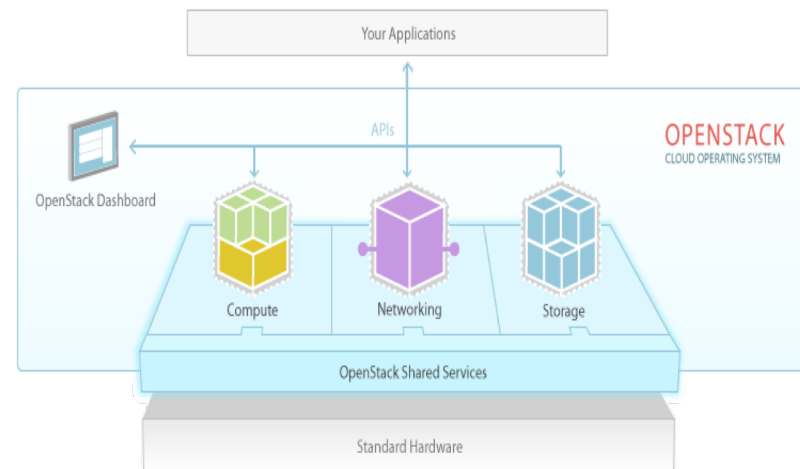 Your Applications
APIs
OPENSTACK
CLOUD OPERATING SYSTEM
OpenStack Dashboard
Compute
Networking
Storage
OpenStack Shared Services
Standard Hardware